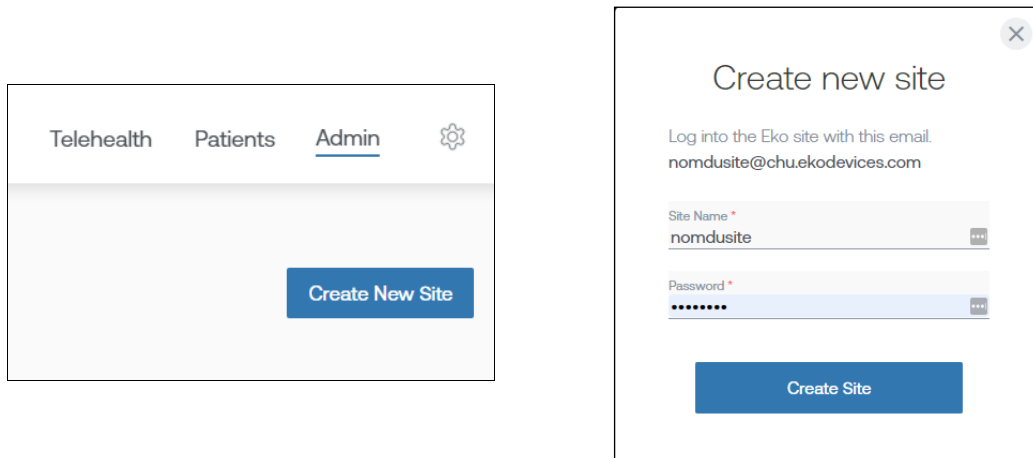 Telehealth Patients Admin
Create New Site
Create new site
Log into the Eko site with this email.
nomdusite@chu.ekodevices.com
Site Name *
nomdusite
Password *
••••••••
Create Site